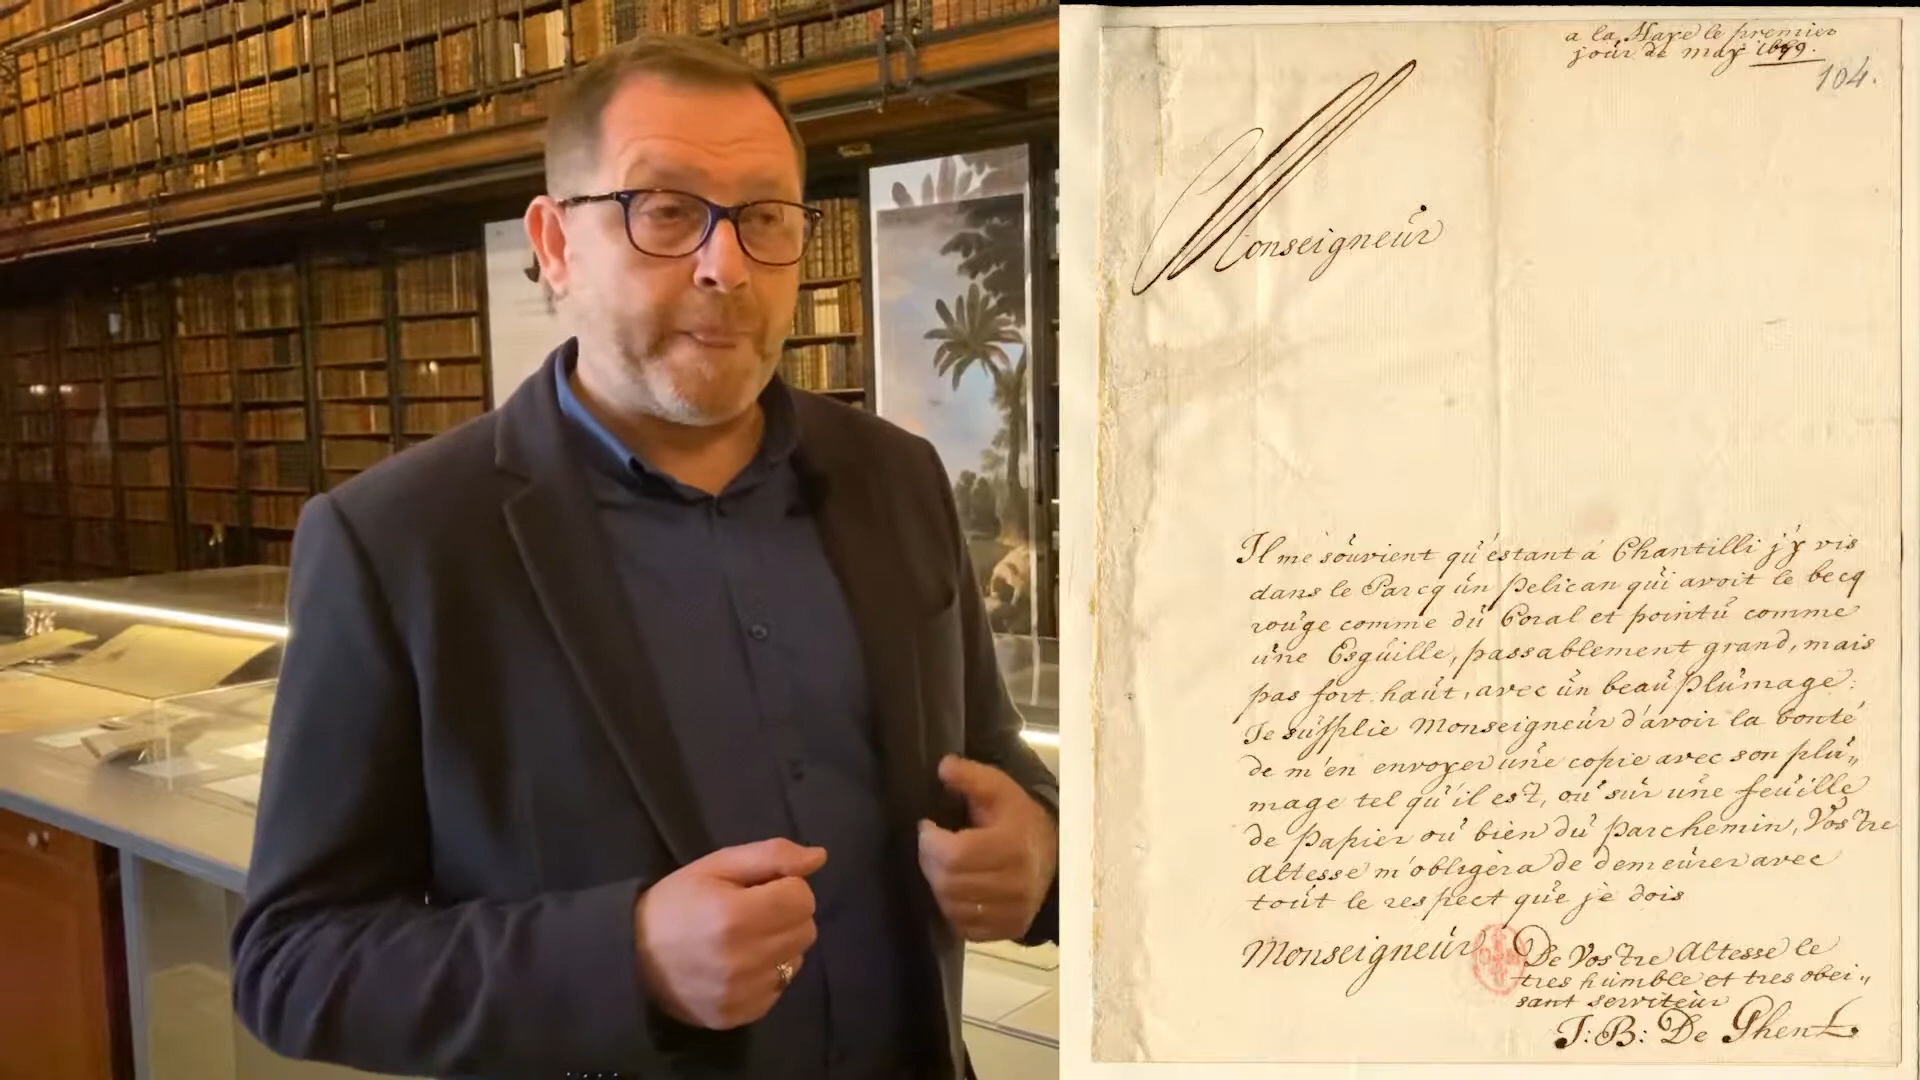 a la Haye le premier
jour de may 1679.
104.
Monseigneur
Il me souvient qu'estant á Chantilli j'y vis
dans le Parcq un pelican qui avoit le becq
rouge comme du Coral et pointu comme
une Esguille, passablement grand, mais
pas fort haut, avec un beau plumage:
Je supplie Monseigneur d'avoir la bonté
de m'en envoyer une copie avec son plu„
mage tel qu'il est, ou sur une feuille
de papier ou bien du parchemin, Vostre
Altesse m'obligera de demeurer avec
tout le respect que je dois
Monseigneur De Vostre Altesse le
tres humble et tres obei„
sant serviteur
J: B: De Ghent.